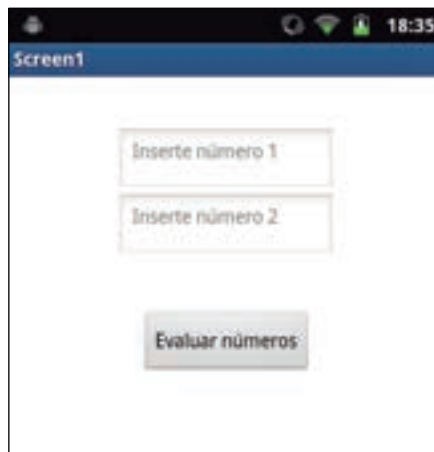 18:35
Screen1
Inserte número 1
Inserte número 2
Evaluar números